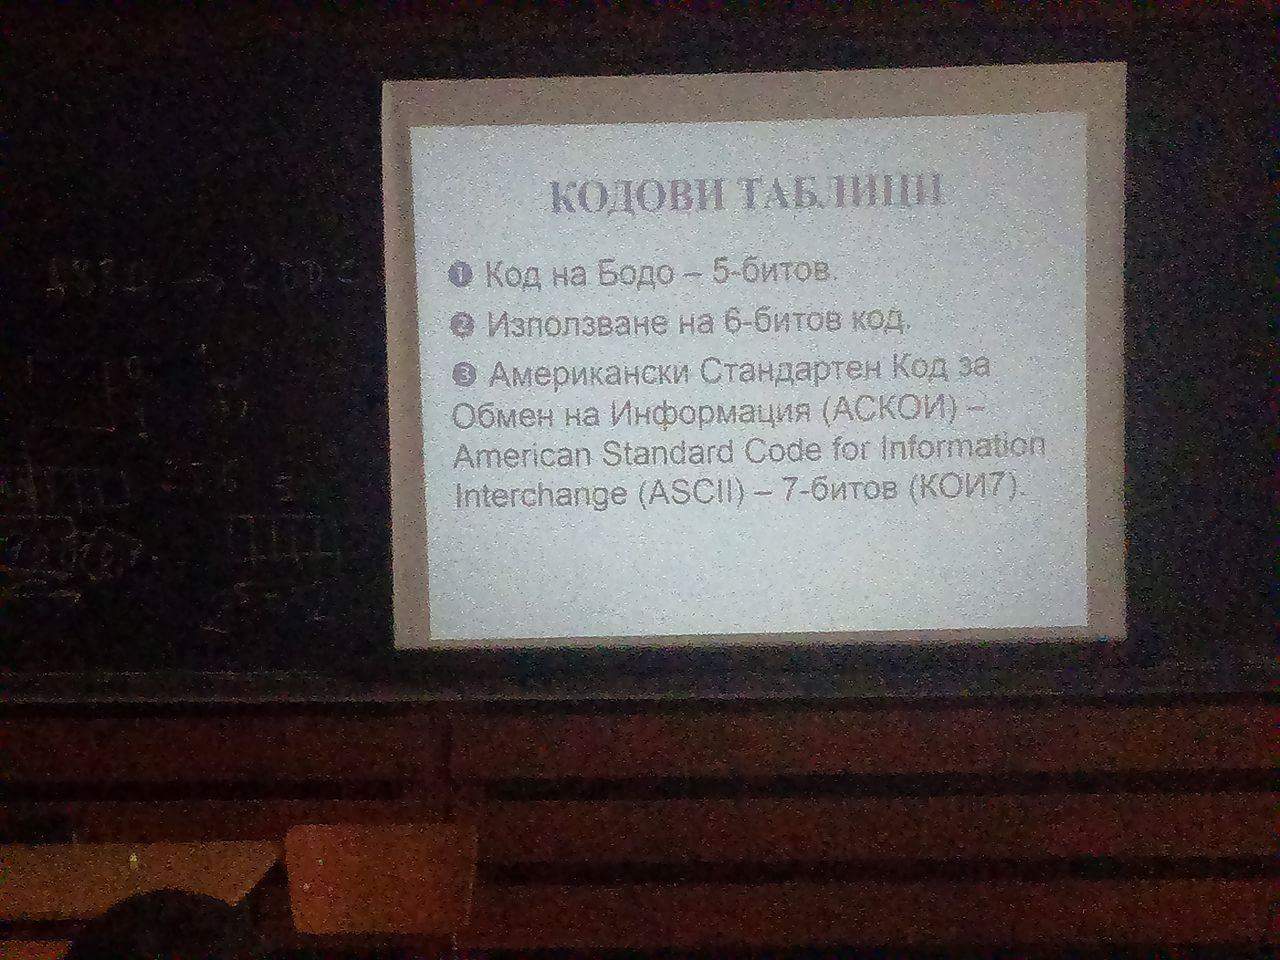 КОДОВИ ТАБЛИЦИ
❶ Код на Бодо – 5-битов.
❷ Използване на 6-битов код.
❸ Американски Стандартен Код за
Обмен на Информация (АСКОИ) –
American Standard Code for Information
Interchange (ASCII) – 7-битов (КОИ7).